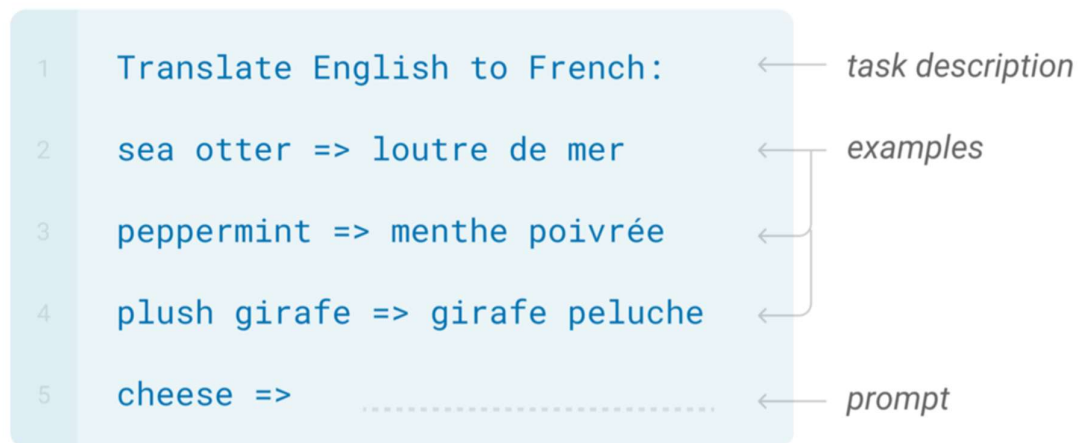 1 Translate English to French: task description
2 sea otter => loutre de mer examples
3 peppermint => menthe poivrée
4 plush girafe => girafe peluche
5 cheese => prompt